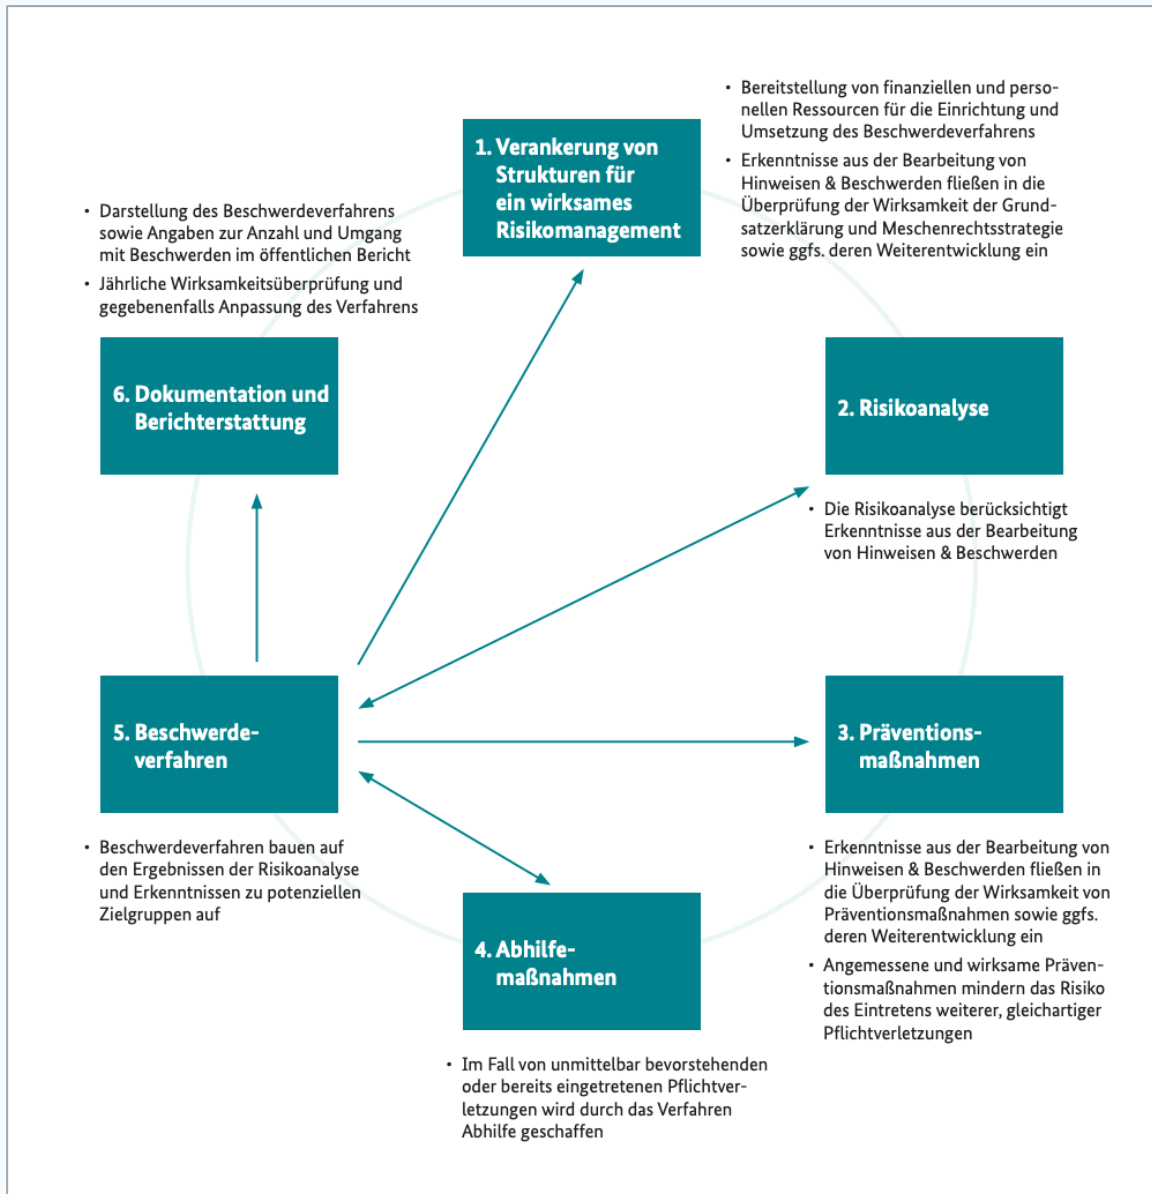 • Bereitstellung von finanziellen und perso-
nellen Ressourcen für die Einrichtung und
Umsetzung des Beschwerdeverfahrens
• Erkenntnisse aus der Bearbeitung von
Hinweisen & Beschwerden fließen in die
Überprüfung der Wirksamkeit der Grund-
satzerklärung und Meschenrechtsstrategie
sowie ggfs. deren Weiterentwicklung ein
1. Verankerung von
Strukturen für
ein wirksames
Risikomanagement
• Darstellung des Beschwerdeverfahrens
sowie Angaben zur Anzahl und Umgang
mit Beschwerden im öffentlichen Bericht
• Jährliche Wirksamkeitsüberprüfung und
gegebenenfalls Anpassung des Verfahrens
6. Dokumentation und
Berichterstattung
2. Risikoanalyse
• Die Risikoanalyse berücksichtigt
Erkenntnisse aus der Bearbeitung
von Hinweisen & Beschwerden
5. Beschwerde-
verfahren
3. Präventions-
maßnahmen
• Beschwerdeverfahren bauen auf
den Ergebnissen der Risikoanalyse
und Erkenntnissen zu potenziellen
Zielgruppen auf
• Erkenntnisse aus der Bearbeitung von
Hinweisen & Beschwerden fließen in
die Überprüfung der Wirksamkeit von
Präventionsmaßnahmen sowie ggfs.
deren Weiterentwicklung ein
• Angemessene und wirksame Präven-
tionsmaßnahmen mindern das Risiko
des Eintretens weiterer, gleichartiger
Pflichtverletzungen
4. Abhilfe-
maßnahmen
• Im Fall von unmittelbar bevorstehenden
oder bereits eingetretenen Pflichtver-
letzungen wird durch das Verfahren
Abhilfe geschaffen